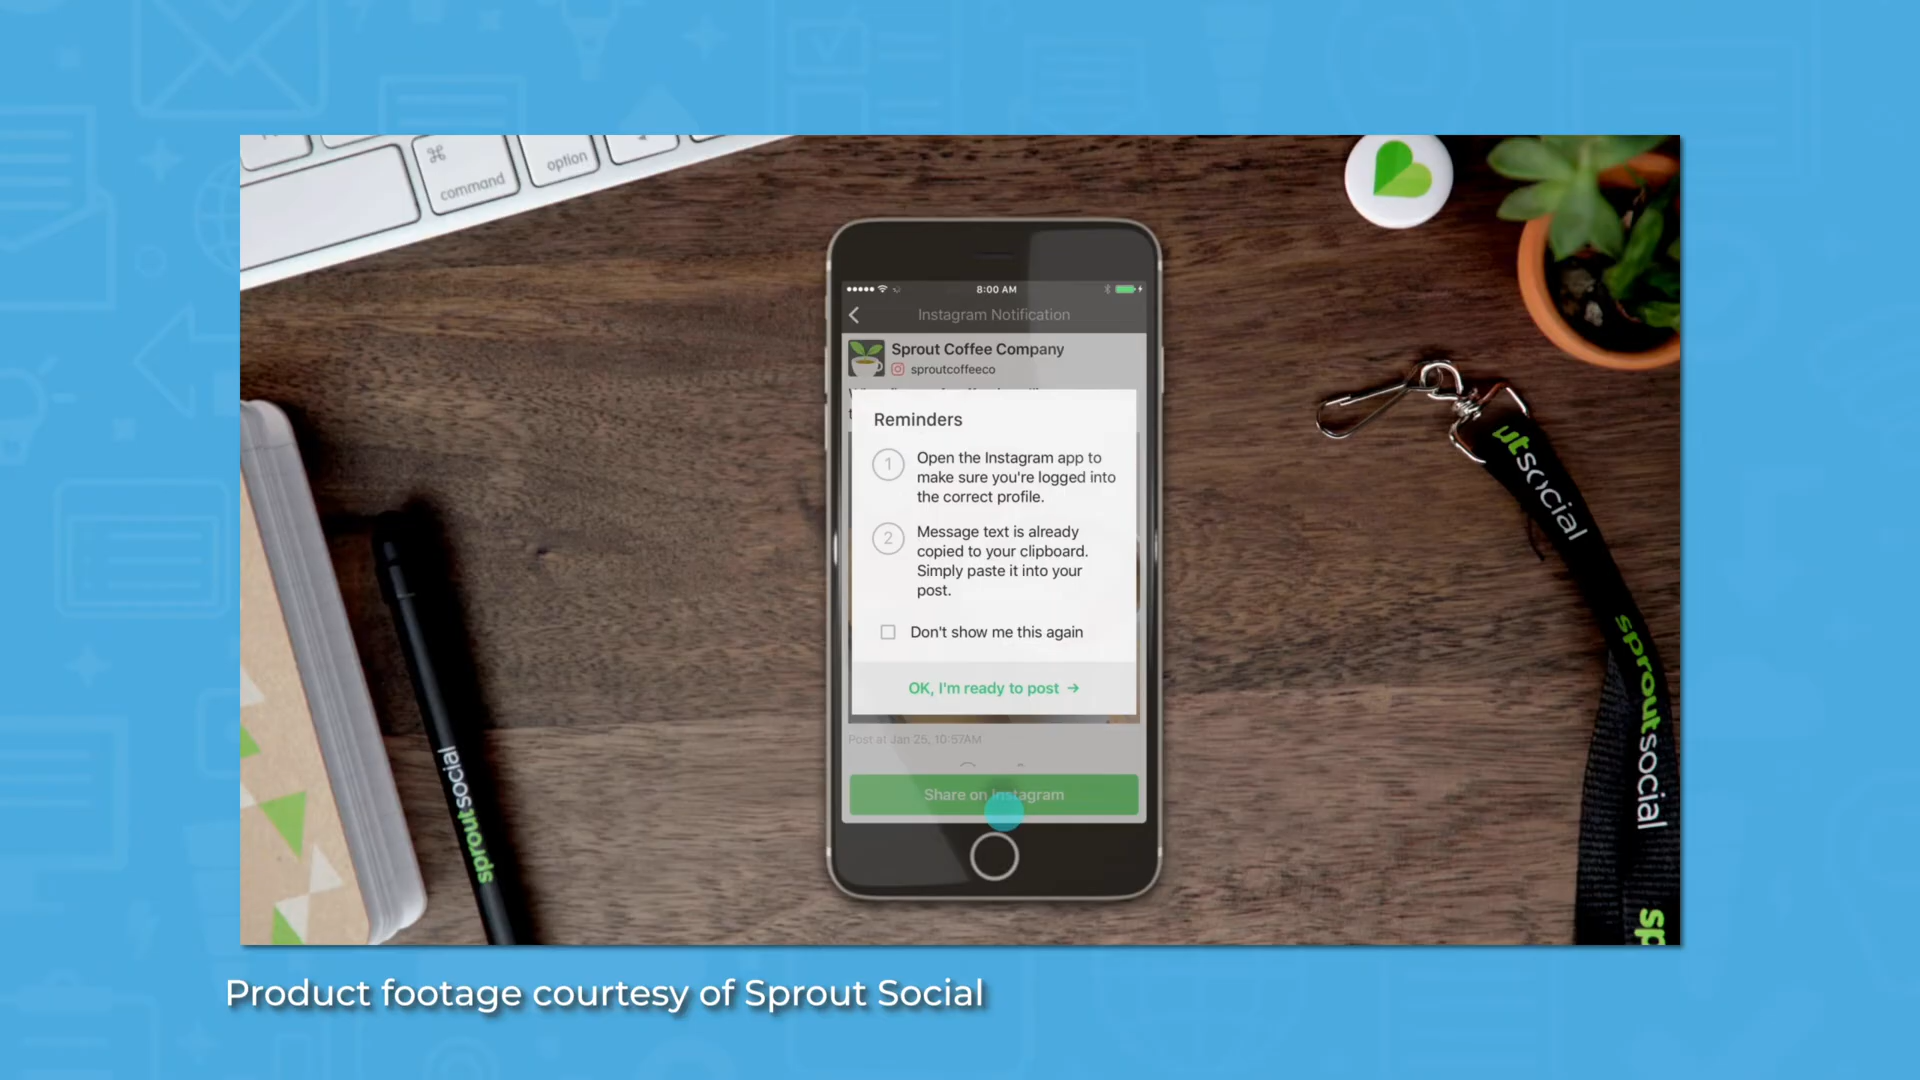 command
option
8:00 AM
Instagram Notification
Sprout Coffee Company
sproutcoffeeco
Reminders
1
Open the Instagram app to
make sure you're logged into
the correct profile.
2
Message text is already
copied to your clipboard.
Simply paste it into your
post.
Don't show me this again
OK, I'm ready to post →
Post at Jan 25, 10:57AM
Share on Instagram
sproutsocial
utsocial
sproutsocial
sp
Product footage courtesy of Sprout Social